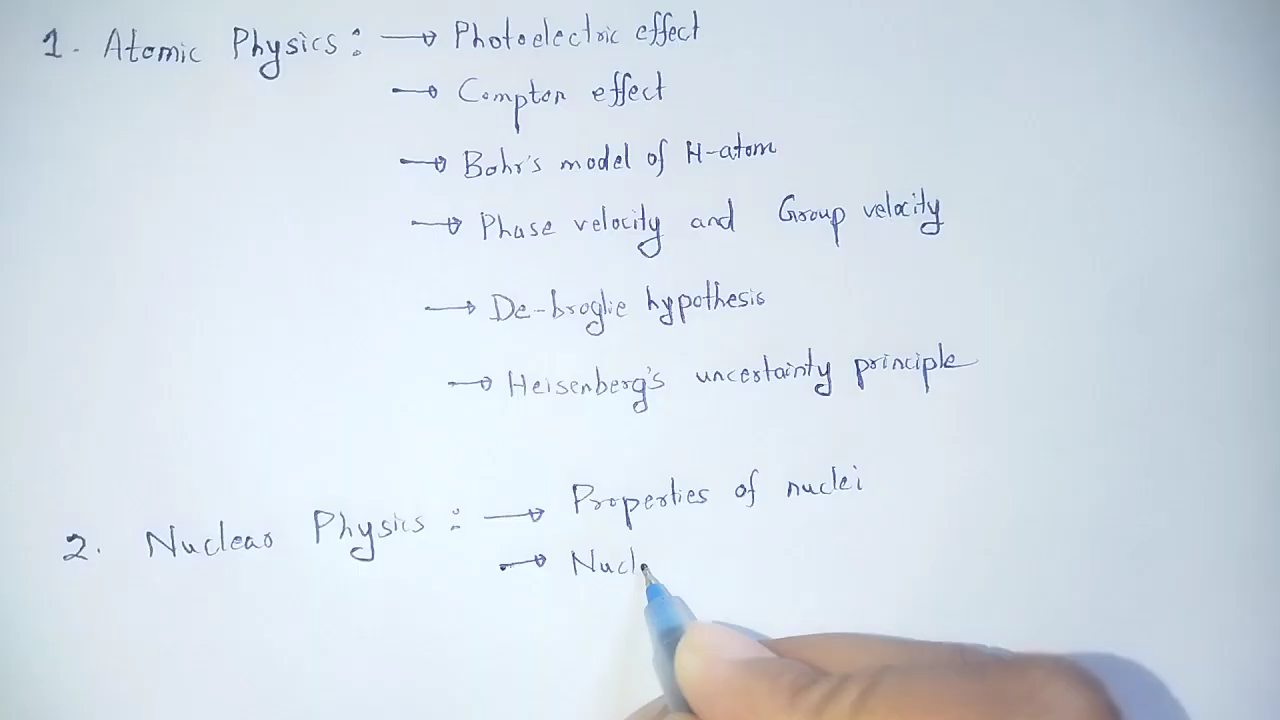 1. Atomic Physics : → Photoelectric effect
→ Compton effect
→ Bohr's model of H-atom
→ Phase velocity and Group velocity
→ De-broglie hypothesis
→ Heisenberg's uncertainty principle
2. Nuclear Physics : → Properties of nuclei
→ Nucl